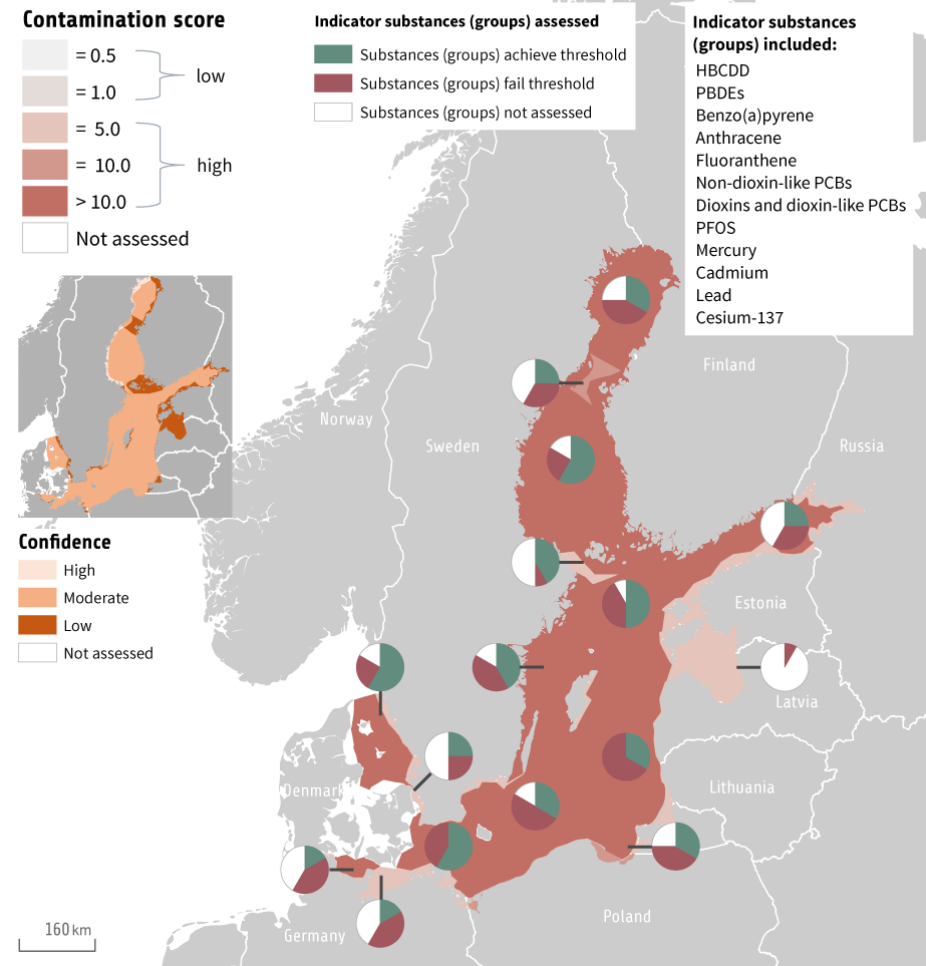 Contamination score
= 0.5
= 1.0
low
= 5.0
= 10.0
> 10.0
high
Not assessed
Indicator substances (groups) assessed
Substances (groups) achieve threshold
Substances (groups) fail threshold
Substances (groups) not assessed
Indicator substances
(groups) included:
HBCDD
PBDEs
Benzo(a)pyrene
Anthracene
Fluoranthene
Non-dioxin-like PCBs
Dioxins and dioxin-like PCBs
PFOS
Mercury
Cadmium
Lead
Cesium-137
Confidence
High
Moderate
Low
Not assessed
Norway
Sweden
Finland
Russia
Estonia
Latvia
Lithuania
Denmark
Germany
Poland
160 km